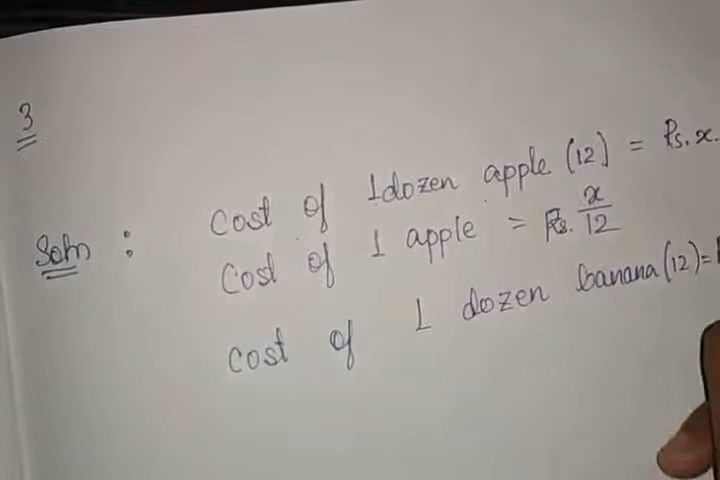 3
Soln : Cost of 1 dozen apple (12) = Rs. x.
Cost of 1 apple = Rs. x/12
Cost of 1 dozen banana (12) =